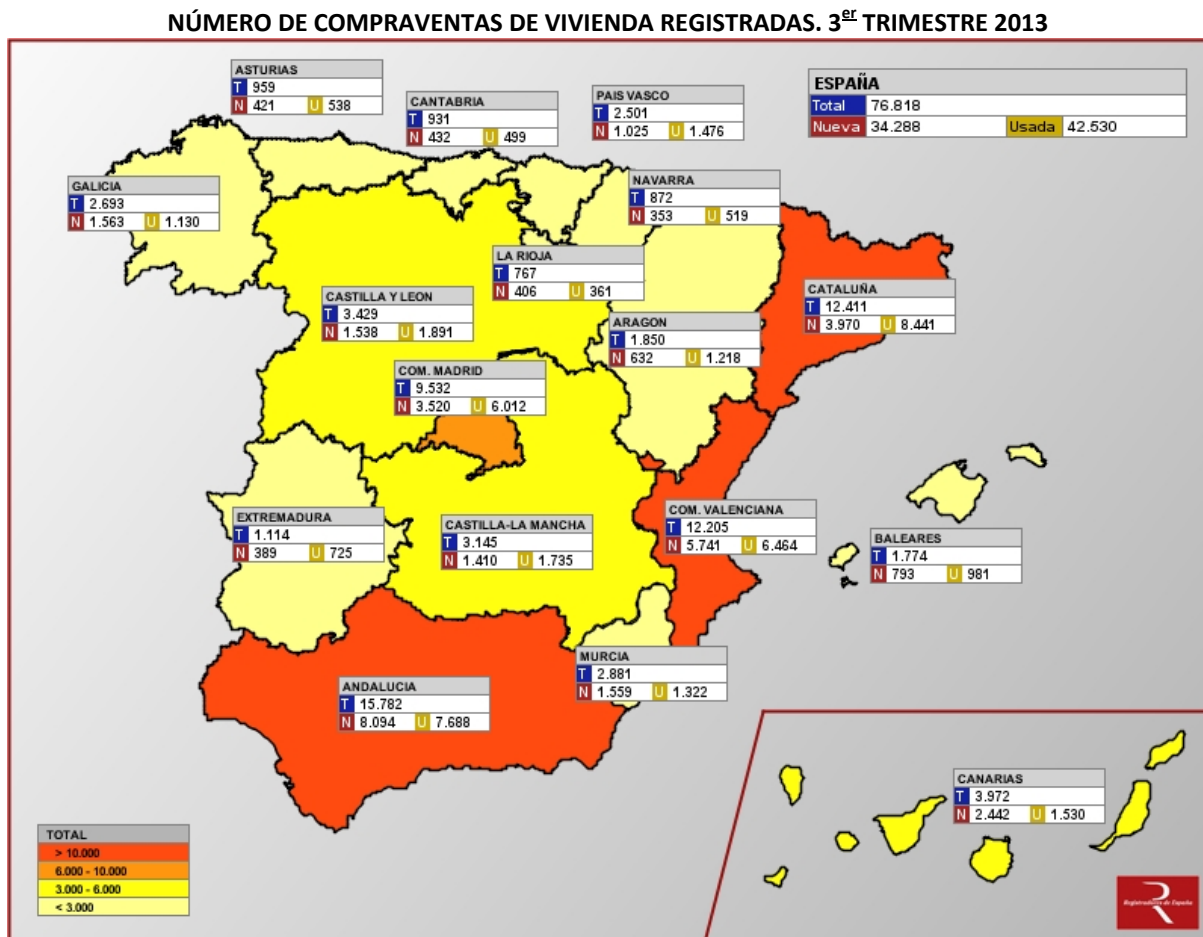 NÚMERO DE COMPRAVENTAS DE VIVIENDA REGISTRADAS. 3er TRIMESTRE 2013
ASTURIAS
T 959
N 421 U 538
CANTABRIA
T 931
N 432 U 499
PAIS VASCO
T 2.501
N 1.025 U 1.476
ESPAÑA
Total 76.818
Nueva 34.288 Usada 42.530
GALICIA
T 2.693
N 1.563 U 1.130
NAVARRA
T 872
N 353 U 519
LA RIOJA
T 767
N 406 U 361
CASTILLA Y LEON
T 3.429
N 1.538 U 1.891
CATALUÑA
T 12.411
N 3.970 U 8.441
ARAGON
T 1.850
N 632 U 1.218
COM. MADRID
T 9.532
N 3.520 U 6.012
EXTREMADURA
T 1.114
N 389 U 725
CASTILLA-LA MANCHA
T 3.145
N 1.410 U 1.735
COM. VALENCIANA
T 12.205
N 5.741 U 6.464
BALEARES
T 1.774
N 793 U 981
MURCIA
T 2.881
N 1.559 U 1.322
ANDALUCIA
T 15.782
N 8.094 U 7.688
CANARIAS
T 3.972
N 2.442 U 1.530
TOTAL
> 10.000
6.000 - 10.000
3.000 - 6.000
< 3.000
R
Registradores de España